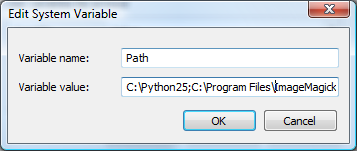 Edit System Variable
Variable name: Path
Variable value: C:\Python25;C:\Program Files\ImageMagick
OK Cancel